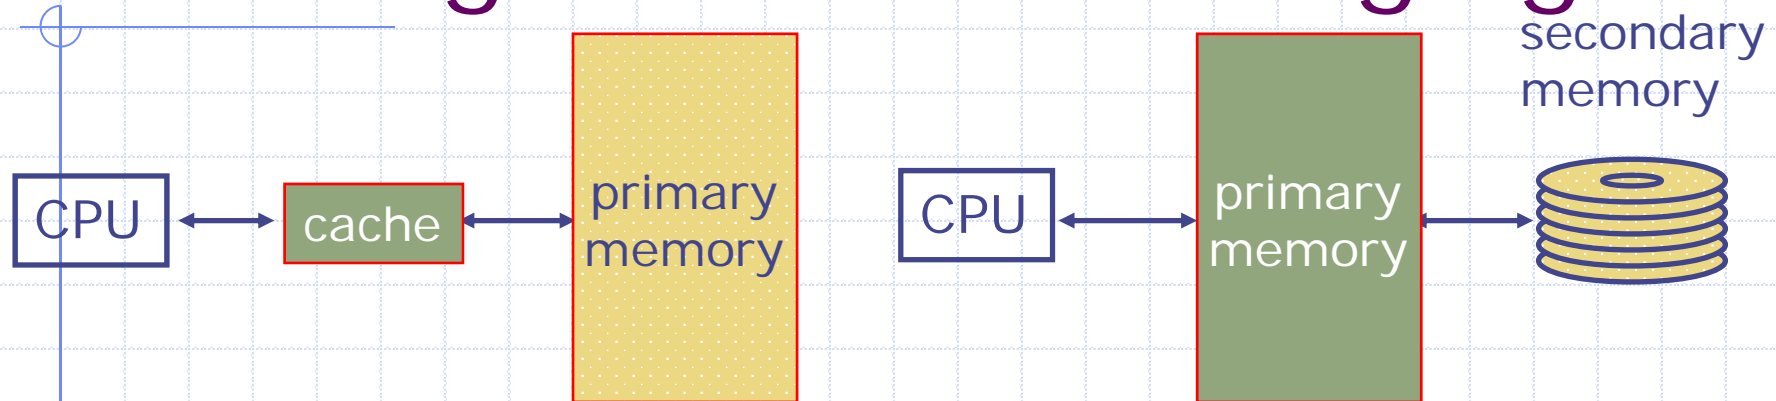 CPU
cache
primary
memory
CPU
primary
memory
secondary
memory